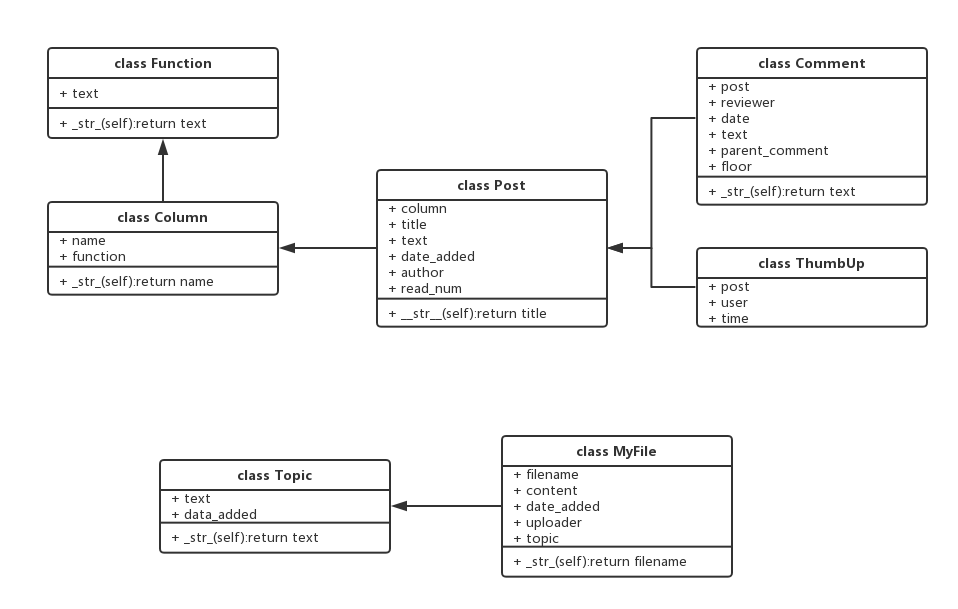 class Function
+ text
+ _str_(self):return text
class Column
+ name
+ function
+ _str_(self):return name
class Post
+ column
+ title
+ text
+ date_added
+ author
+ read_num
+ __str__(self):return title
class Comment
+ post
+ reviewer
+ date
+ text
+ parent_comment
+ floor
+ _str_(self):return text
class ThumbUp
+ post
+ user
+ time
class Topic
+ text
+ data_added
+ _str_(self):return text
class MyFile
+ filename
+ content
+ date_added
+ uploader
+ topic
+ _str_(self):return filename